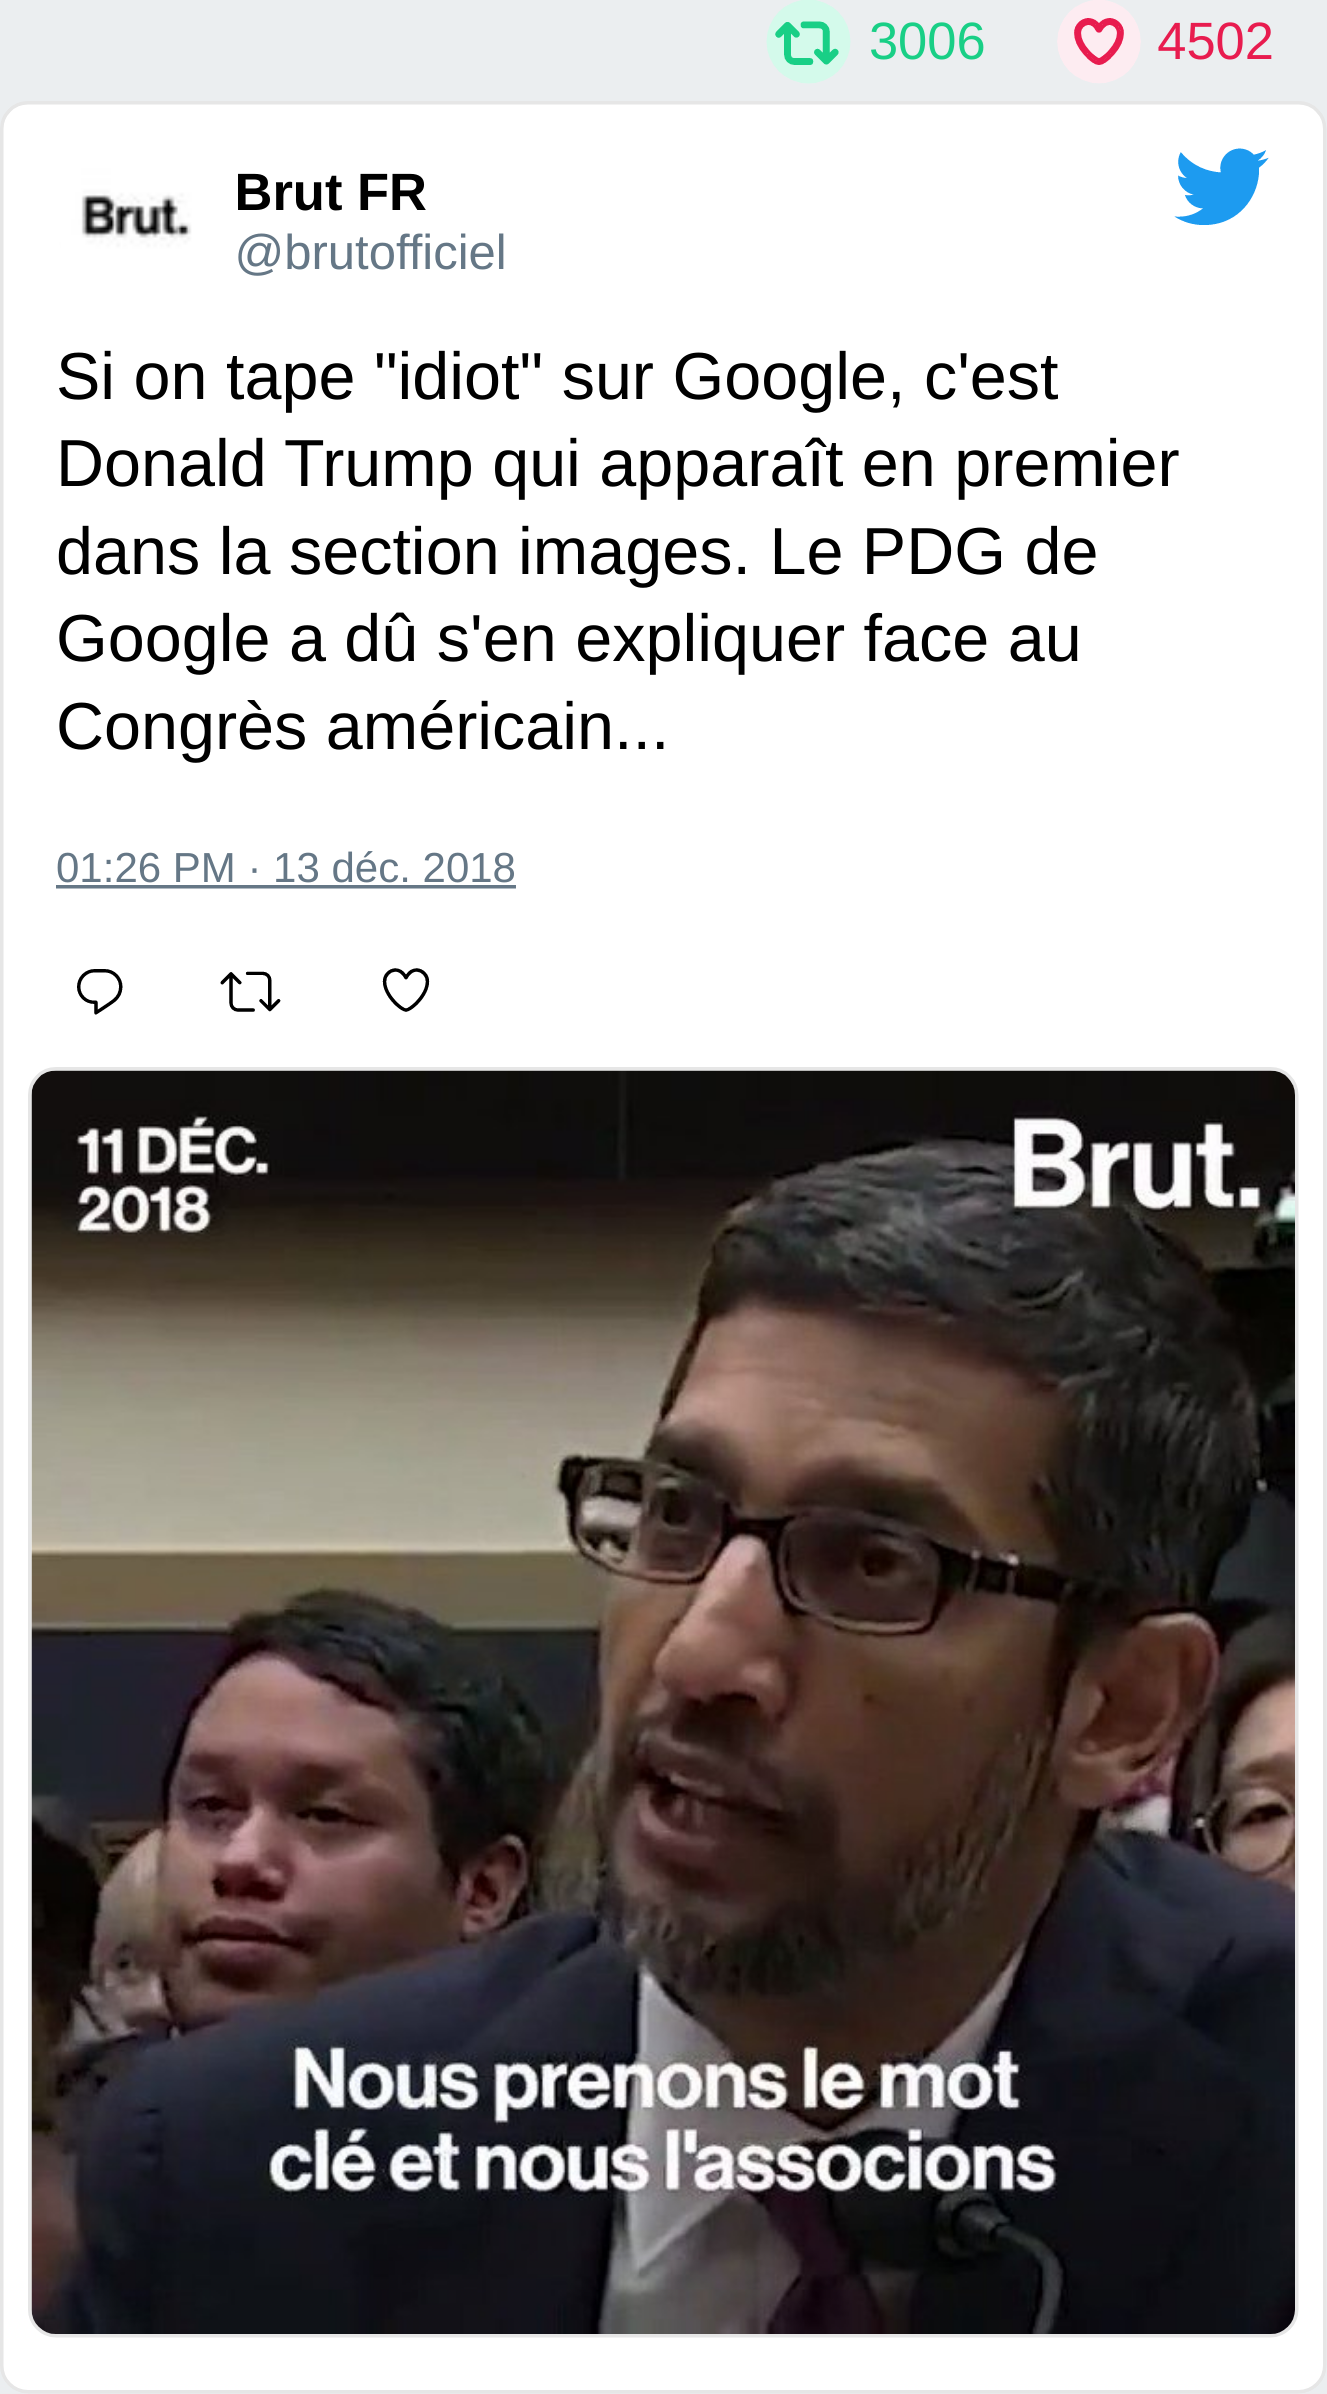 3006 4502
Brut.
Brut FR
@brutofficiel
Si on tape "idiot" sur Google, c'est
Donald Trump qui apparaît en premier
dans la section images. Le PDG de
Google a dû s'en expliquer face au
Congrès américain...
01:26 PM · 13 déc. 2018
11 DÉC.
2018
Brut.
Nous prenons le mot
clé et nous l'associons